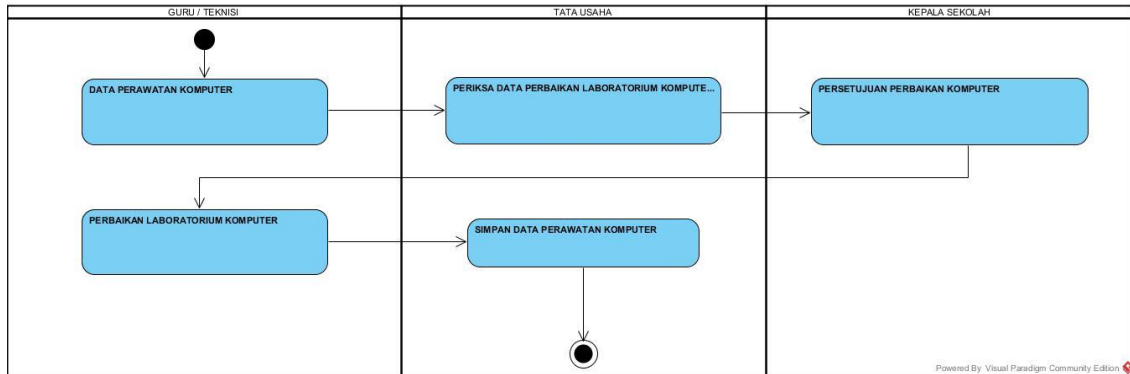 GURU / TEKNISI
TATA USAHA
KEPALA SEKOLAH
DATA PERAWATAN KOMPUTER
PERIKSA DATA PERBAIKAN LABORATORIUM KOMPUTE...
PERSETUJUAN PERBAIKAN KOMPUTER
PERBAIKAN LABORATORIUM KOMPUTER
SIMPAN DATA PERAWATAN KOMPUTER
Powered By Visual Paradigm Community Edition